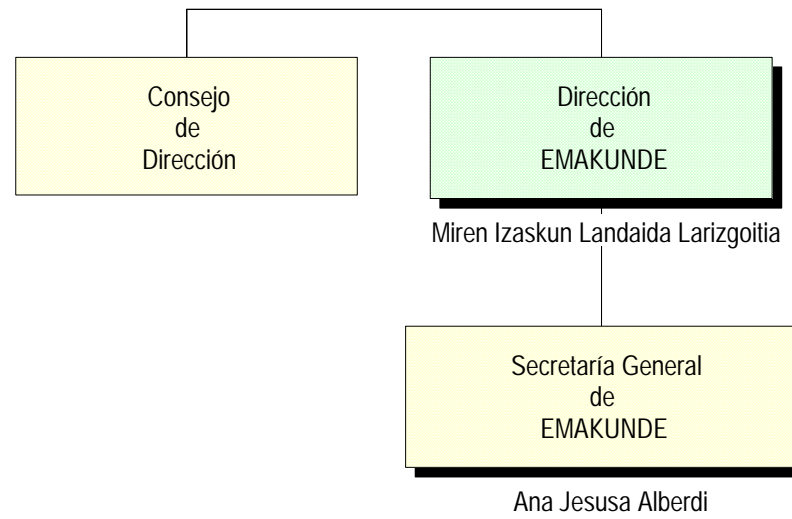 Consejo
de
Dirección
Dirección
de
EMAKUNDE
Miren Izaskun Landaida Larizgoitia
Secretaría General
de
EMAKUNDE
Ana Jesusa Alberdi